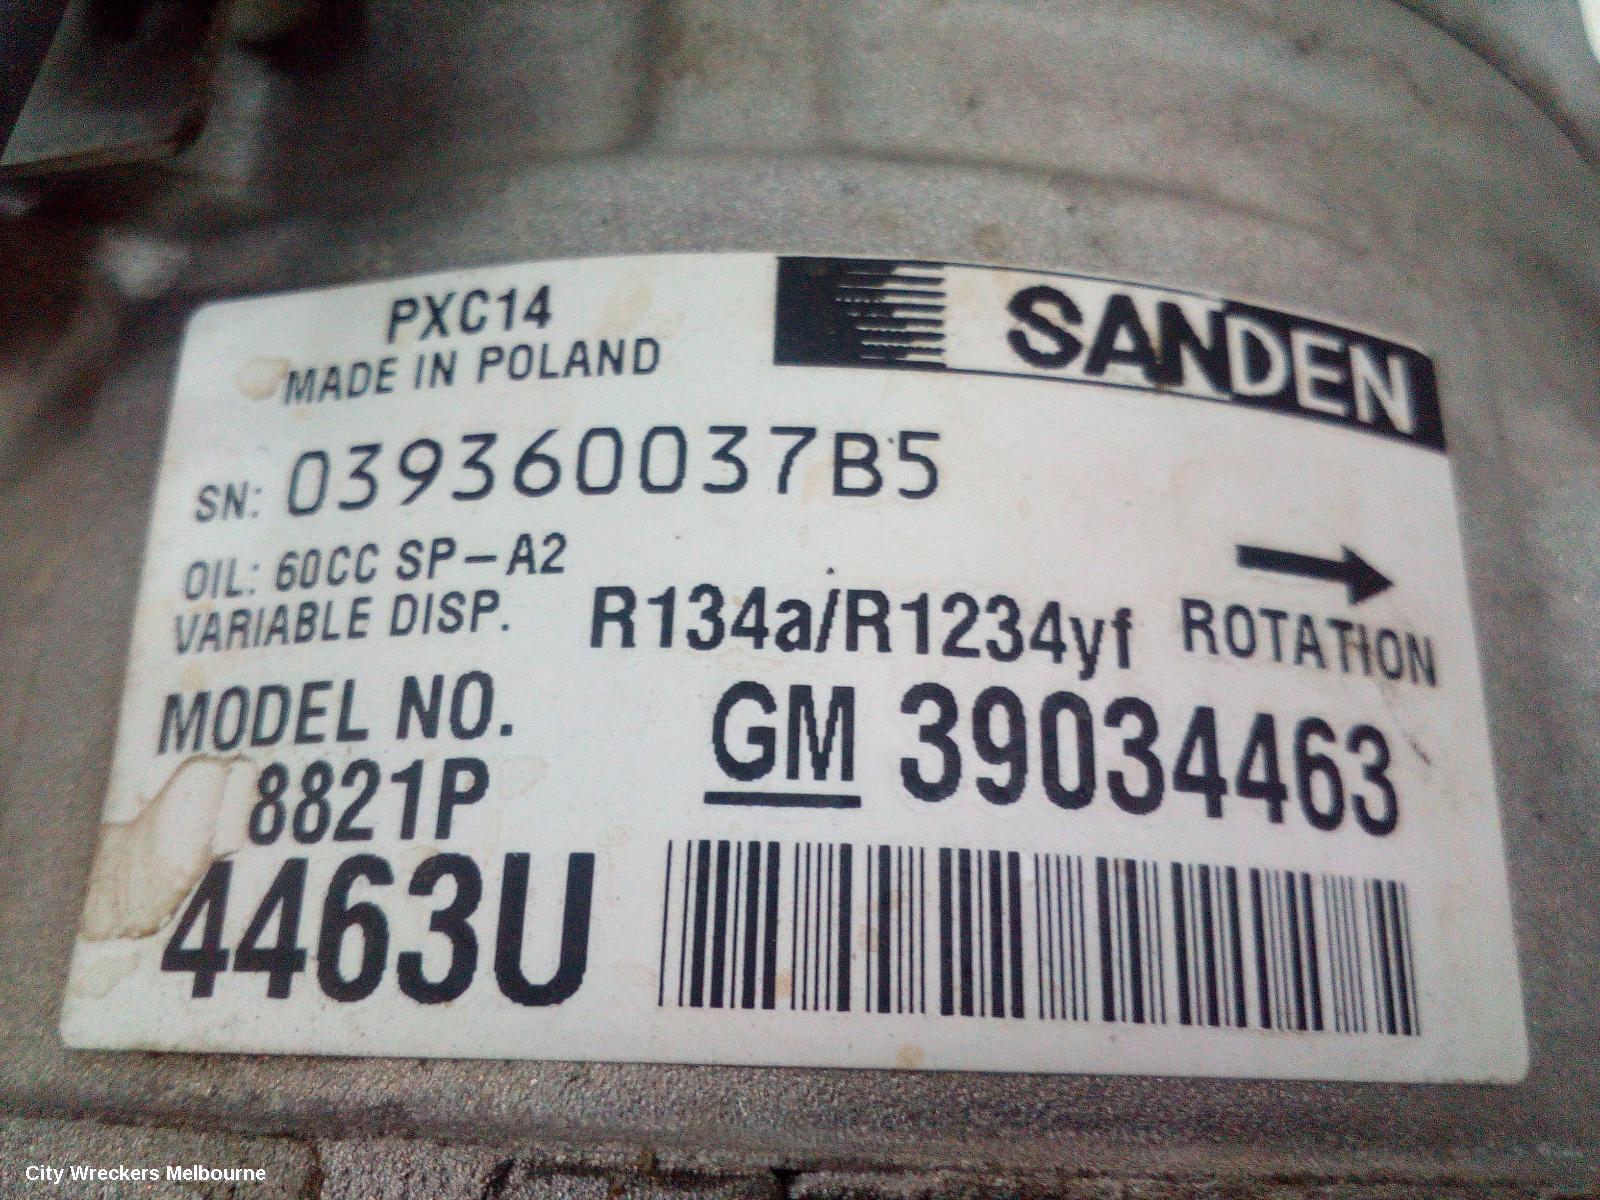 PXC14
MADE IN POLAND
SANDEN
SN: 039360037B5
OIL: 60CC SP-A2
VARIABLE DISP.
R134a/R1234yf
ROTATION
MODEL NO.
8821P
GM 39034463
4463U
City Wreckers Melbourne